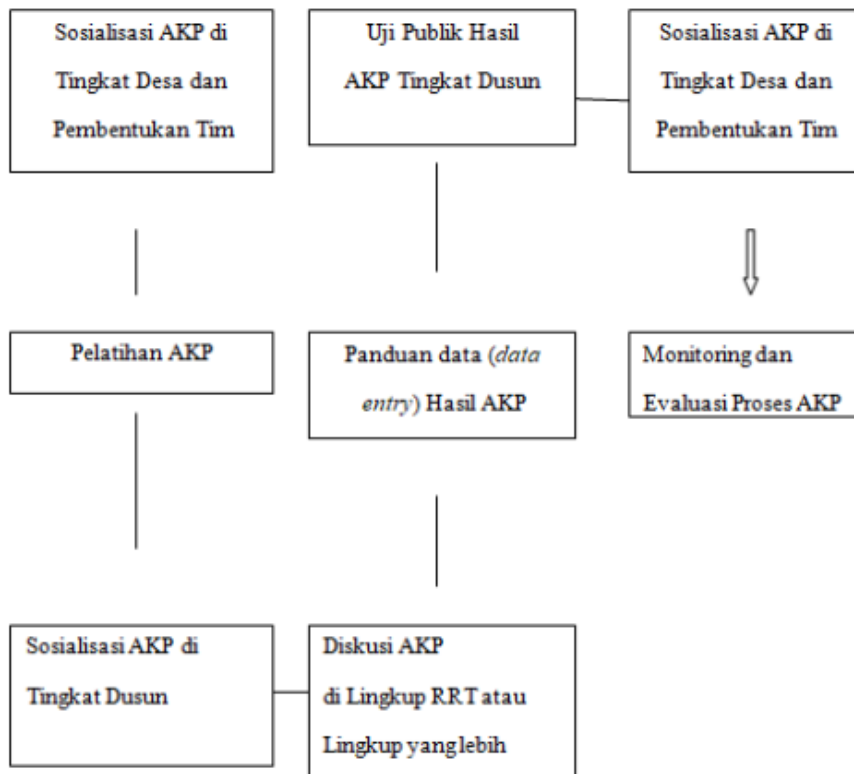 Sosialisasi AKP di
Tingkat Desa dan
Pembentukan Tim
Uji Publik Hasil
AKP Tingkat Dusun
Sosialisasi AKP di
Tingkat Desa dan
Pembentukan Tim
Pelatihan AKP
Panduan data (data
entry) Hasil AKP
Monitoring dan
Evaluasi Proses AKP
Sosialisasi AKP di
Tingkat Dusun
Diskusi AKP
di Lingkup RRT atau
Lingkup yang lebih